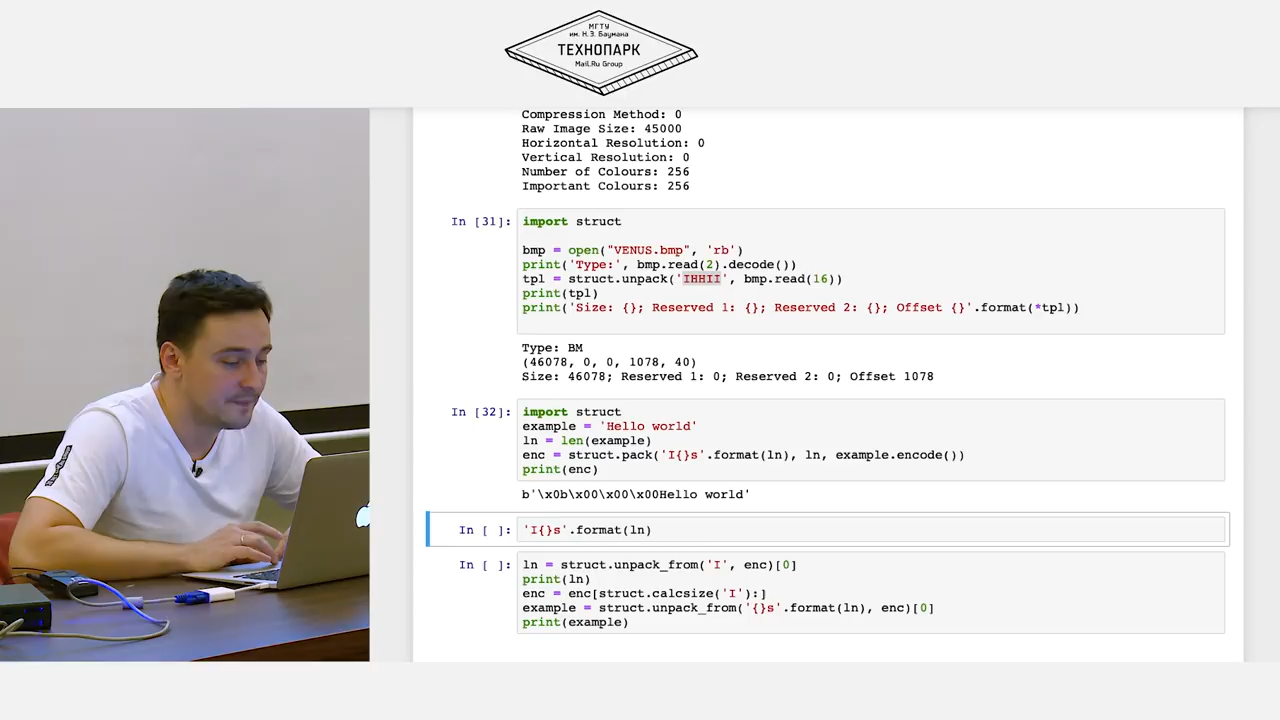 МГТУ
им. Н.Э. Баумана
ТЕХНОПАРК
Mail.Ru Group
Compression Method: 0
Raw Image Size: 45000
Horizontal Resolution: 0
Vertical Resolution: 0
Number of Colours: 256
Important Colours: 256
In [31]:
import struct
bmp = open("VENUS.bmp", 'rb')
print('Type:', bmp.read(2).decode())
tpl = struct.unpack('IHHII', bmp.read(16))
print(tpl)
print('Size: {}; Reserved 1: {}; Reserved 2: {}; Offset {}'.format(*tpl))
Type: BM
(46078, 0, 0, 1078, 40)
Size: 46078; Reserved 1: 0; Reserved 2: 0; Offset 1078
In [32]:
import struct
example = 'Hello world'
ln = len(example)
enc = struct.pack('I{}s'.format(ln), ln, example.encode())
print(enc)
b'\x0b\x00\x00\x00Hello world'
In [ ]:
'I{}s'.format(ln)
In [ ]:
ln = struct.unpack_from('I', enc)[0]
print(ln)
enc = enc[struct.calcsize('I'):]
example = struct.unpack_from('{}s'.format(ln), enc)[0]
print(example)